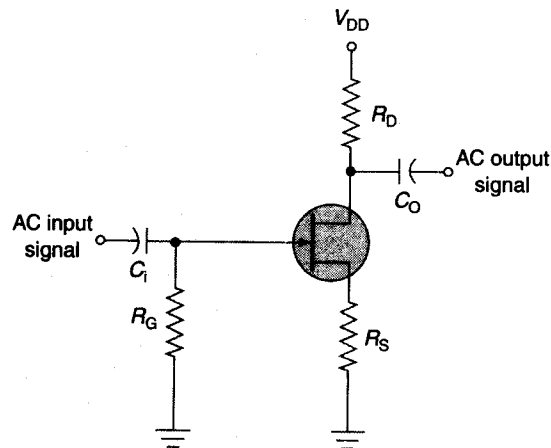 V_DD
R_D
AC output
signal
C_O
AC input
signal
C_i
R_G
R_S